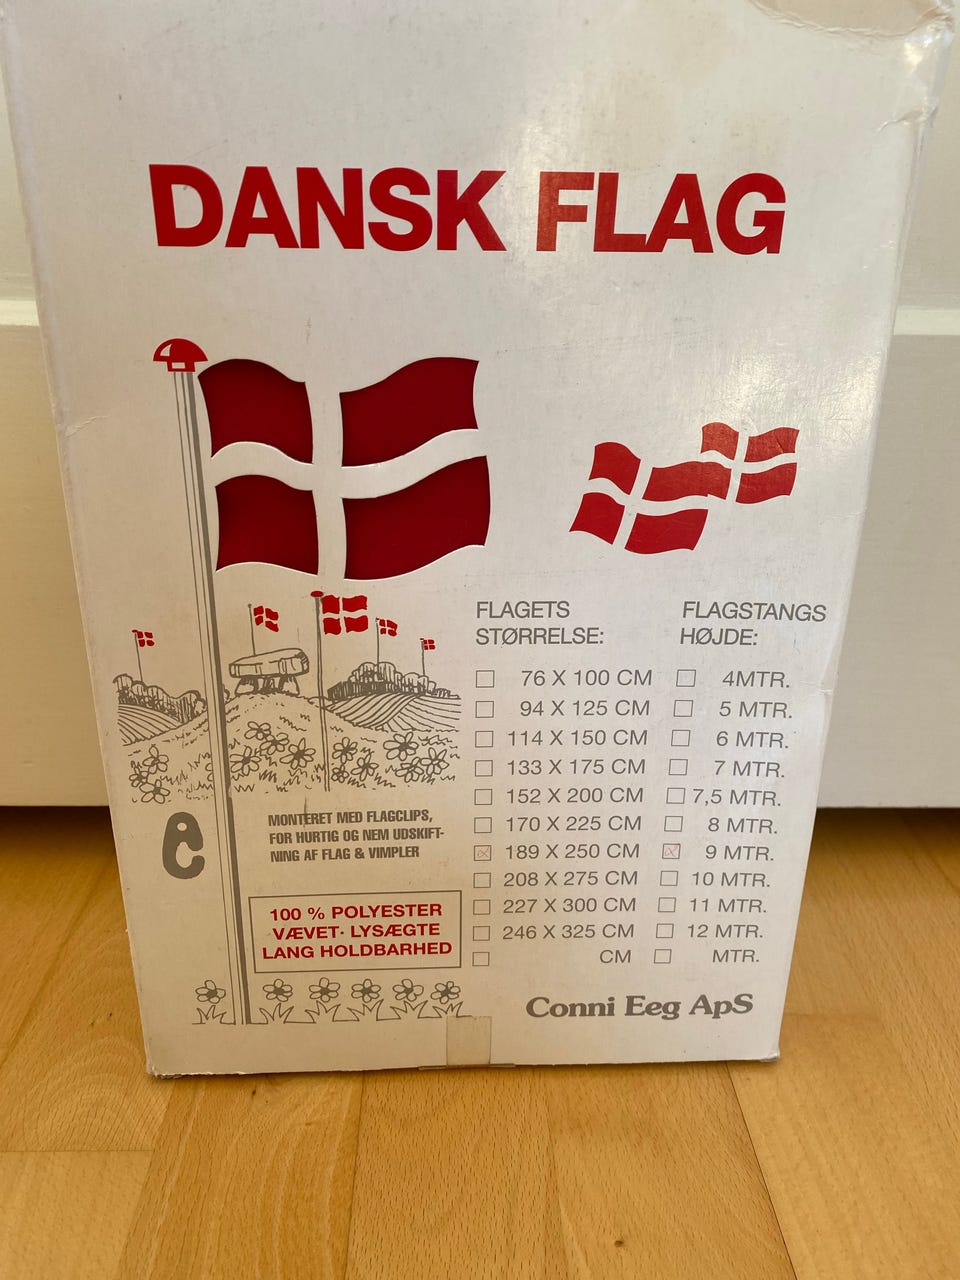 DANSK FLAG
FLAGETS
STØRRELSE:
FLAGSTANGS
HØJDE:
76 X 100 CM 4MTR.
94 X 125 CM 5 MTR.
114 X 150 CM 6 MTR.
133 X 175 CM 7 MTR.
152 X 200 CM 7,5 MTR.
170 X 225 CM 8 MTR.
189 X 250 CM 9 MTR.
208 X 275 CM 10 MTR.
227 X 300 CM 11 MTR.
246 X 325 CM 12 MTR.
CM MTR.
MONTERET MED FLAGCLIPS,
FOR HURTIG OG NEM UDSKIFT-
NING AF FLAG & VIMPLER
100 % POLYESTER
VÆVET· LYSÆGTE
LANG HOLDBARHED
Conni Eeg ApS